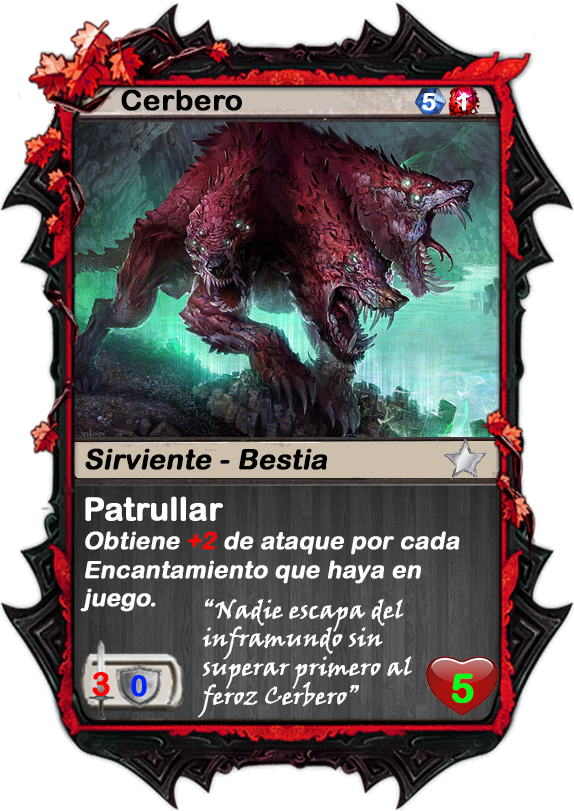 Cerbero 5 1
Sirviente - Bestia
Patrullar
Obtiene +2 de ataque por cada
Encantamiento que haya en
juego.
“Nadie escapa del
inframundo sin
superar primero al
feroz Cerbero”
3 0 5